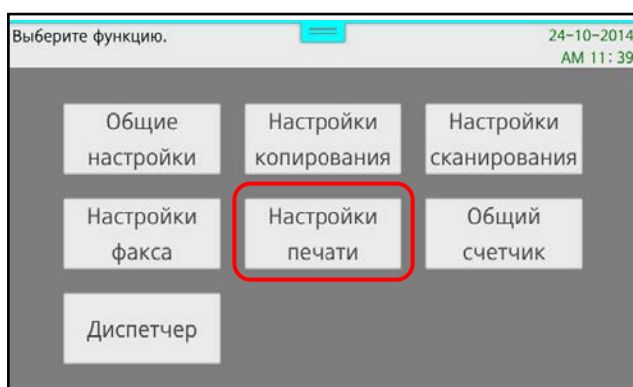 Выберите функцию.
24-10-2014
AM 11:39
Общие
настройки
Настройки
копирования
Настройки
сканирования
Настройки
факса
Настройки
печати
Общий
счетчик
Диспетчер